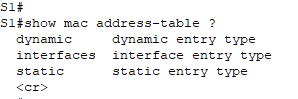 S1#
S1#show mac address-table ?
dynamic dynamic entry type
interfaces interface entry type
static static entry type
<cr>